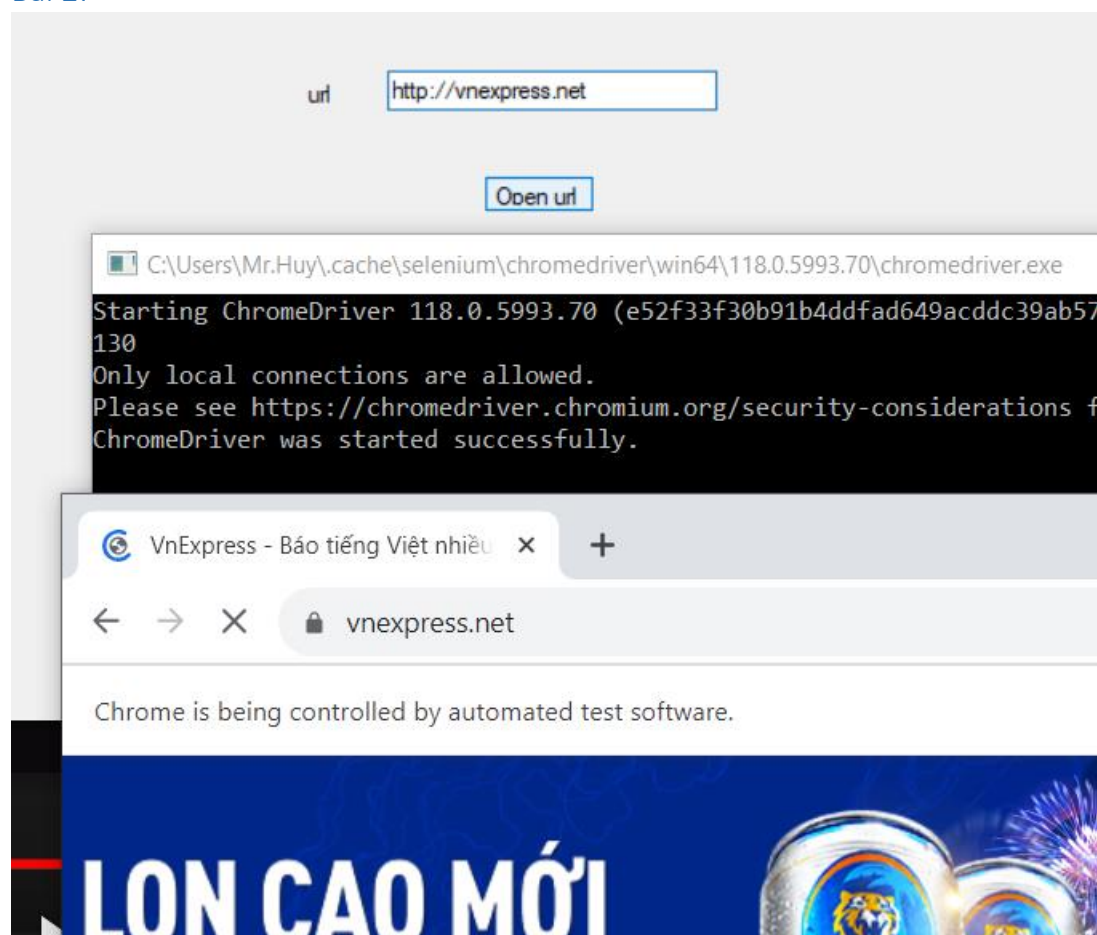 url
http://vnexpress.net
Open url
C:\Users\Mr.Huy\.cache\selenium\chromedriver\win64\118.0.5993.70\chromedriver.exe
Starting ChromeDriver 118.0.5993.70 (e52f33f30b91b4ddfad649acddc39ab57
130
Only local connections are allowed.
Please see https://chromedriver.chromium.org/security-considerations f
ChromeDriver was started successfully.
VnExpress - Báo tiếng Việt nhiều
vnexpress.net
Chrome is being controlled by automated test software.
LON CAO MỚI